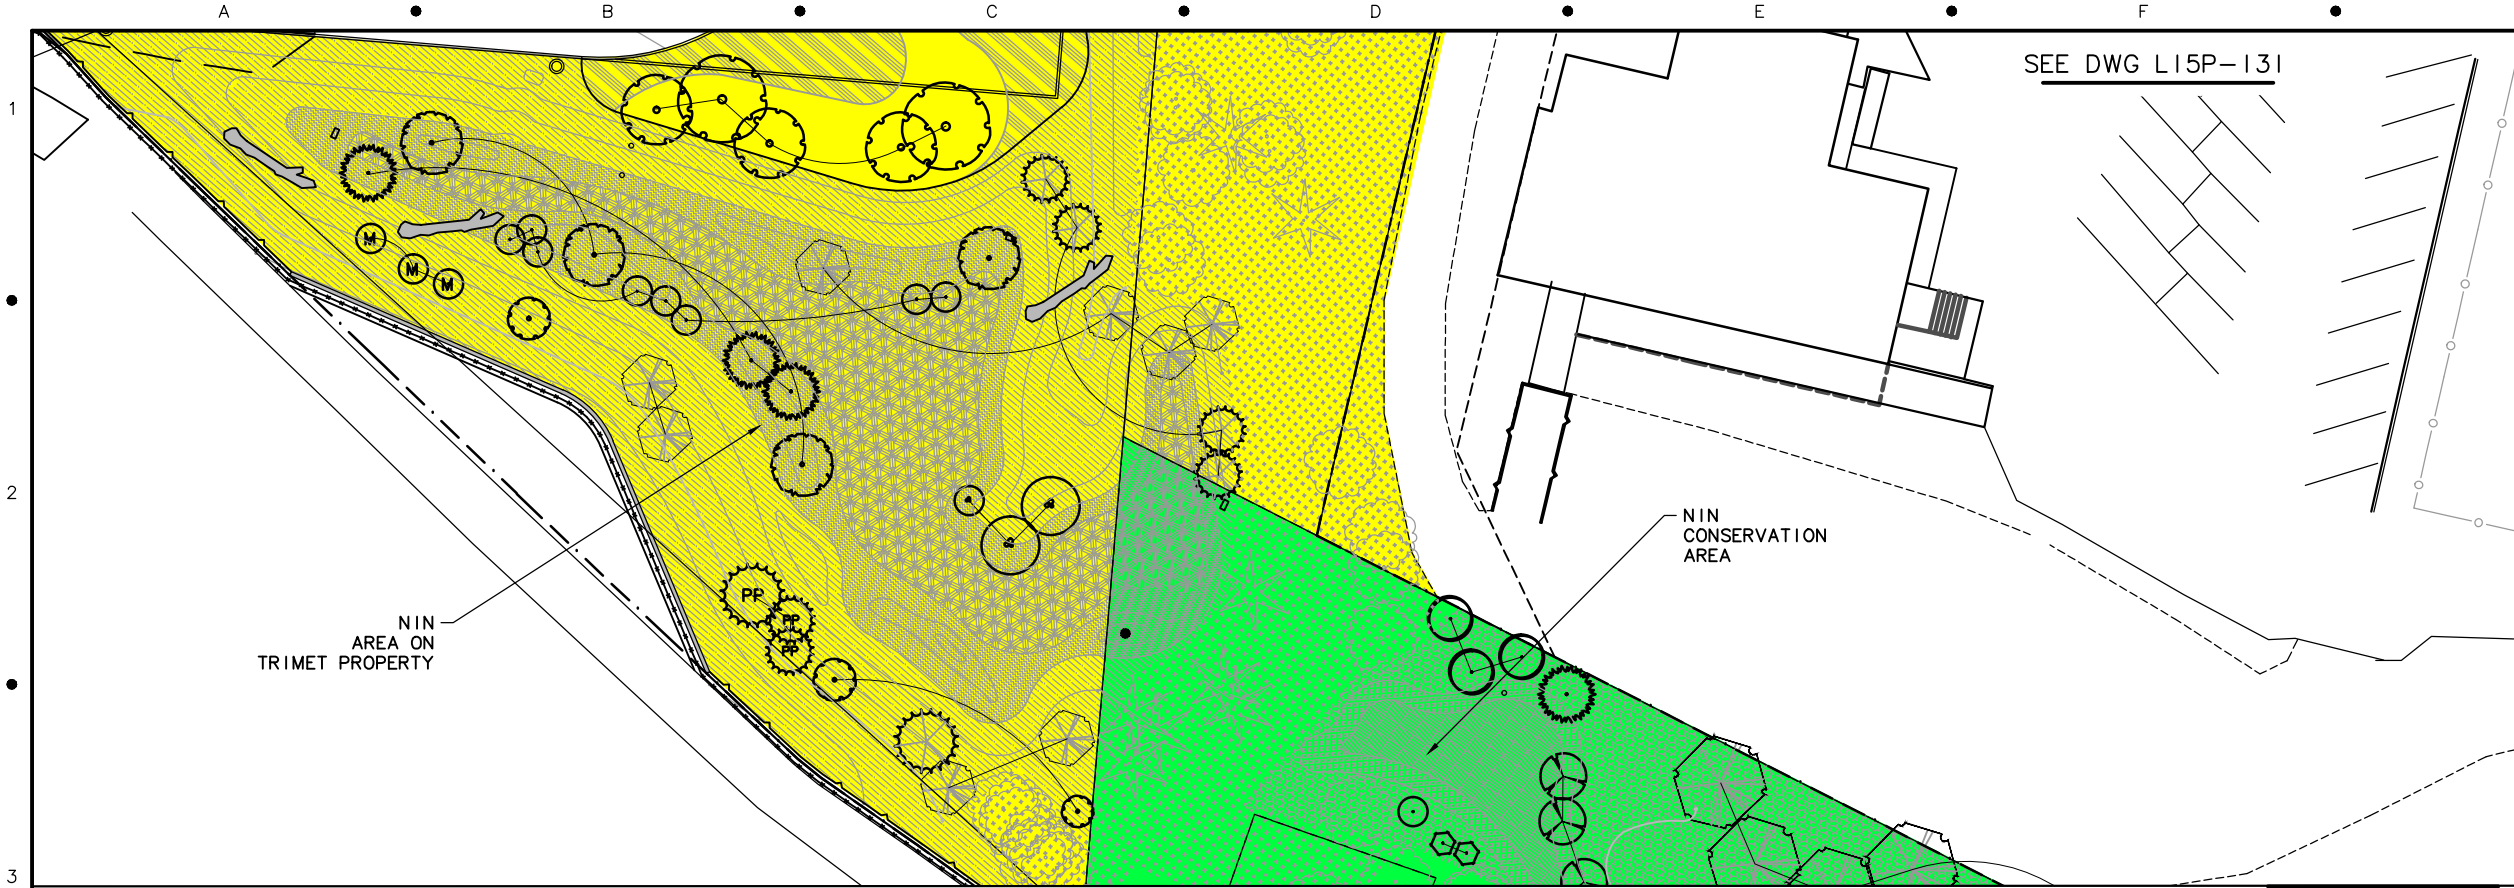 A B C D E F
1
SEE DWG L15P-131
M
M
M
2
NIN
CONSERVATION
AREA
PP
PP
PP
NIN
AREA ON
TRIMET PROPERTY
3